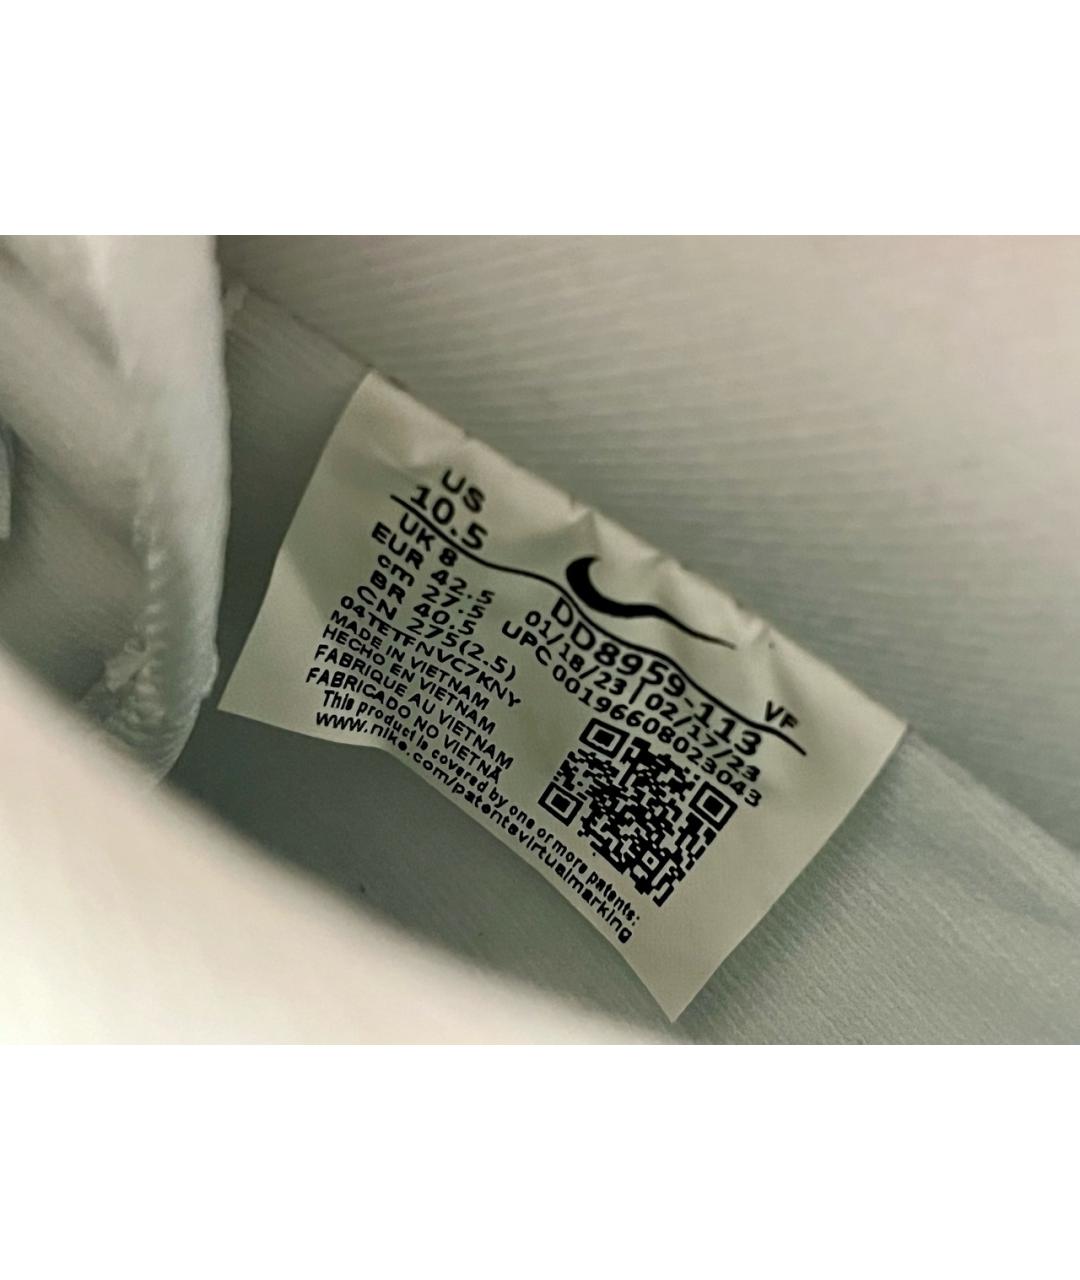 US
10.5
UK 8
EUR 42.5
cm 27.5
BR 40.5
CN 275(2.5)
04TETFNVC7KNY
MADE IN VIETNAM
HECHO EN VIETNAM
FABRIQUE AU VIETNAM
FABRICADO NO VIETNÃ
This product is covered by one or more patents:
www.nike.com/patentsvirtualmarking
VF
DD8959-113
01/18/23 | 02/17/23
UPC 00196608023043